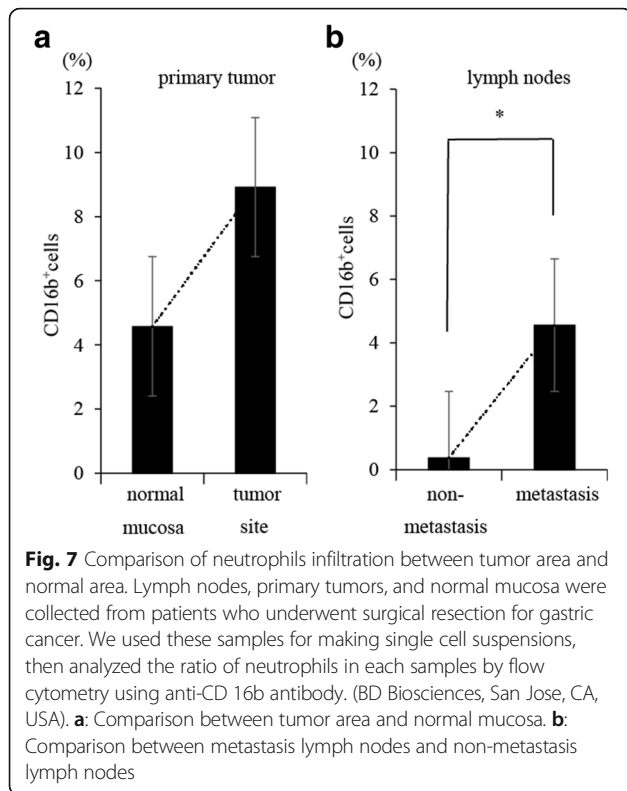 a
(%)
primary tumor
12
10
8
6
4
2
0
CD16b⁺cells
normal
mucosa
tumor
site
b
(%)
lymph nodes
12
10
8
6
4
2
0
CD16b⁺cells
*
non-
metastasis
metastasis
Fig. 7 Comparison of neutrophils infiltration between tumor area and
normal area. Lymph nodes, primary tumors, and normal mucosa were
collected from patients who underwent surgical resection for gastric
cancer. We used these samples for making single cell suspensions,
then analyzed the ratio of neutrophils in each samples by flow
cytometry using anti-CD 16b antibody. (BD Biosciences, San Jose, CA,
USA). a: Comparison between tumor area and normal mucosa. b:
Comparison between metastasis lymph nodes and non-metastasis
lymph nodes